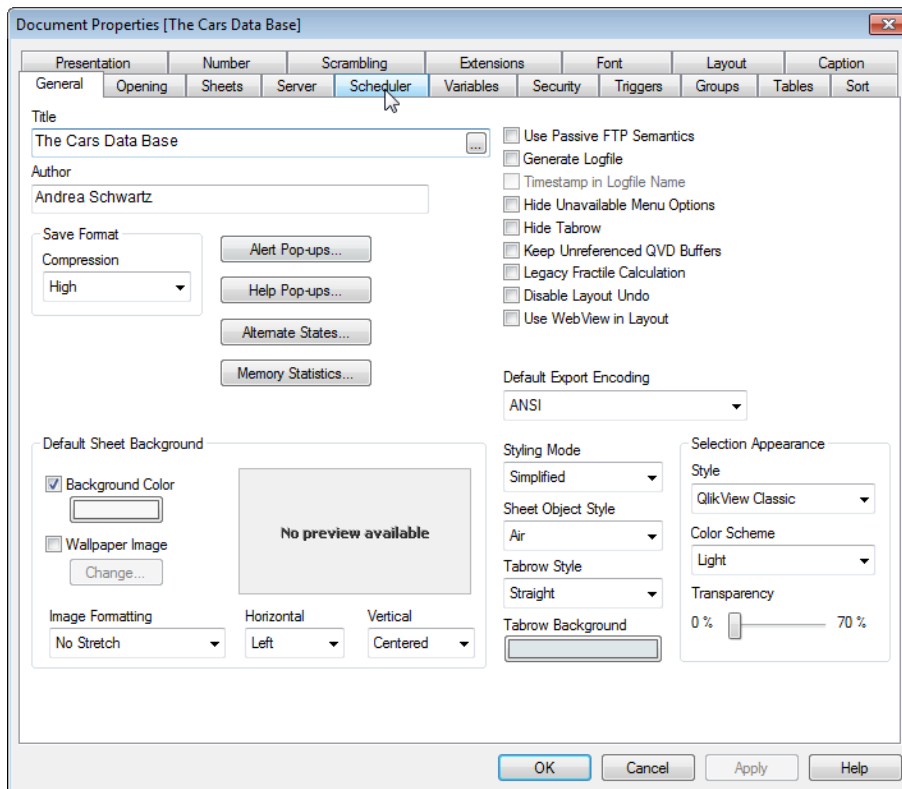 Document Properties [The Cars Data Base]
Presentation Number Scrambling Extensions Font Layout Caption
General Opening Sheets Server Scheduler Variables Security Triggers Groups Tables Sort
Title
The Cars Data Base
...
Author
Andrea Schwartz
Save Format
Compression
High
Alert Pop-ups...
Help Pop-ups...
Alternate States...
Memory Statistics...
Use Passive FTP Semantics
Generate Logfile
Timestamp in Logfile Name
Hide Unavailable Menu Options
Hide Tabrow
Keep Unreferenced QVD Buffers
Legacy Fractile Calculation
Disable Layout Undo
Use WebView in Layout
Default Export Encoding
ANSI
Default Sheet Background
Background Color
Wallpaper Image
Change...
No preview available
Image Formatting
No Stretch
Horizontal
Left
Vertical
Centered
Styling Mode
Simplified
Sheet Object Style
Air
Tabrow Style
Straight
Tabrow Background
Selection Appearance
Style
QlikView Classic
Color Scheme
Light
Transparency
0 % 70 %
OK Cancel Apply Help